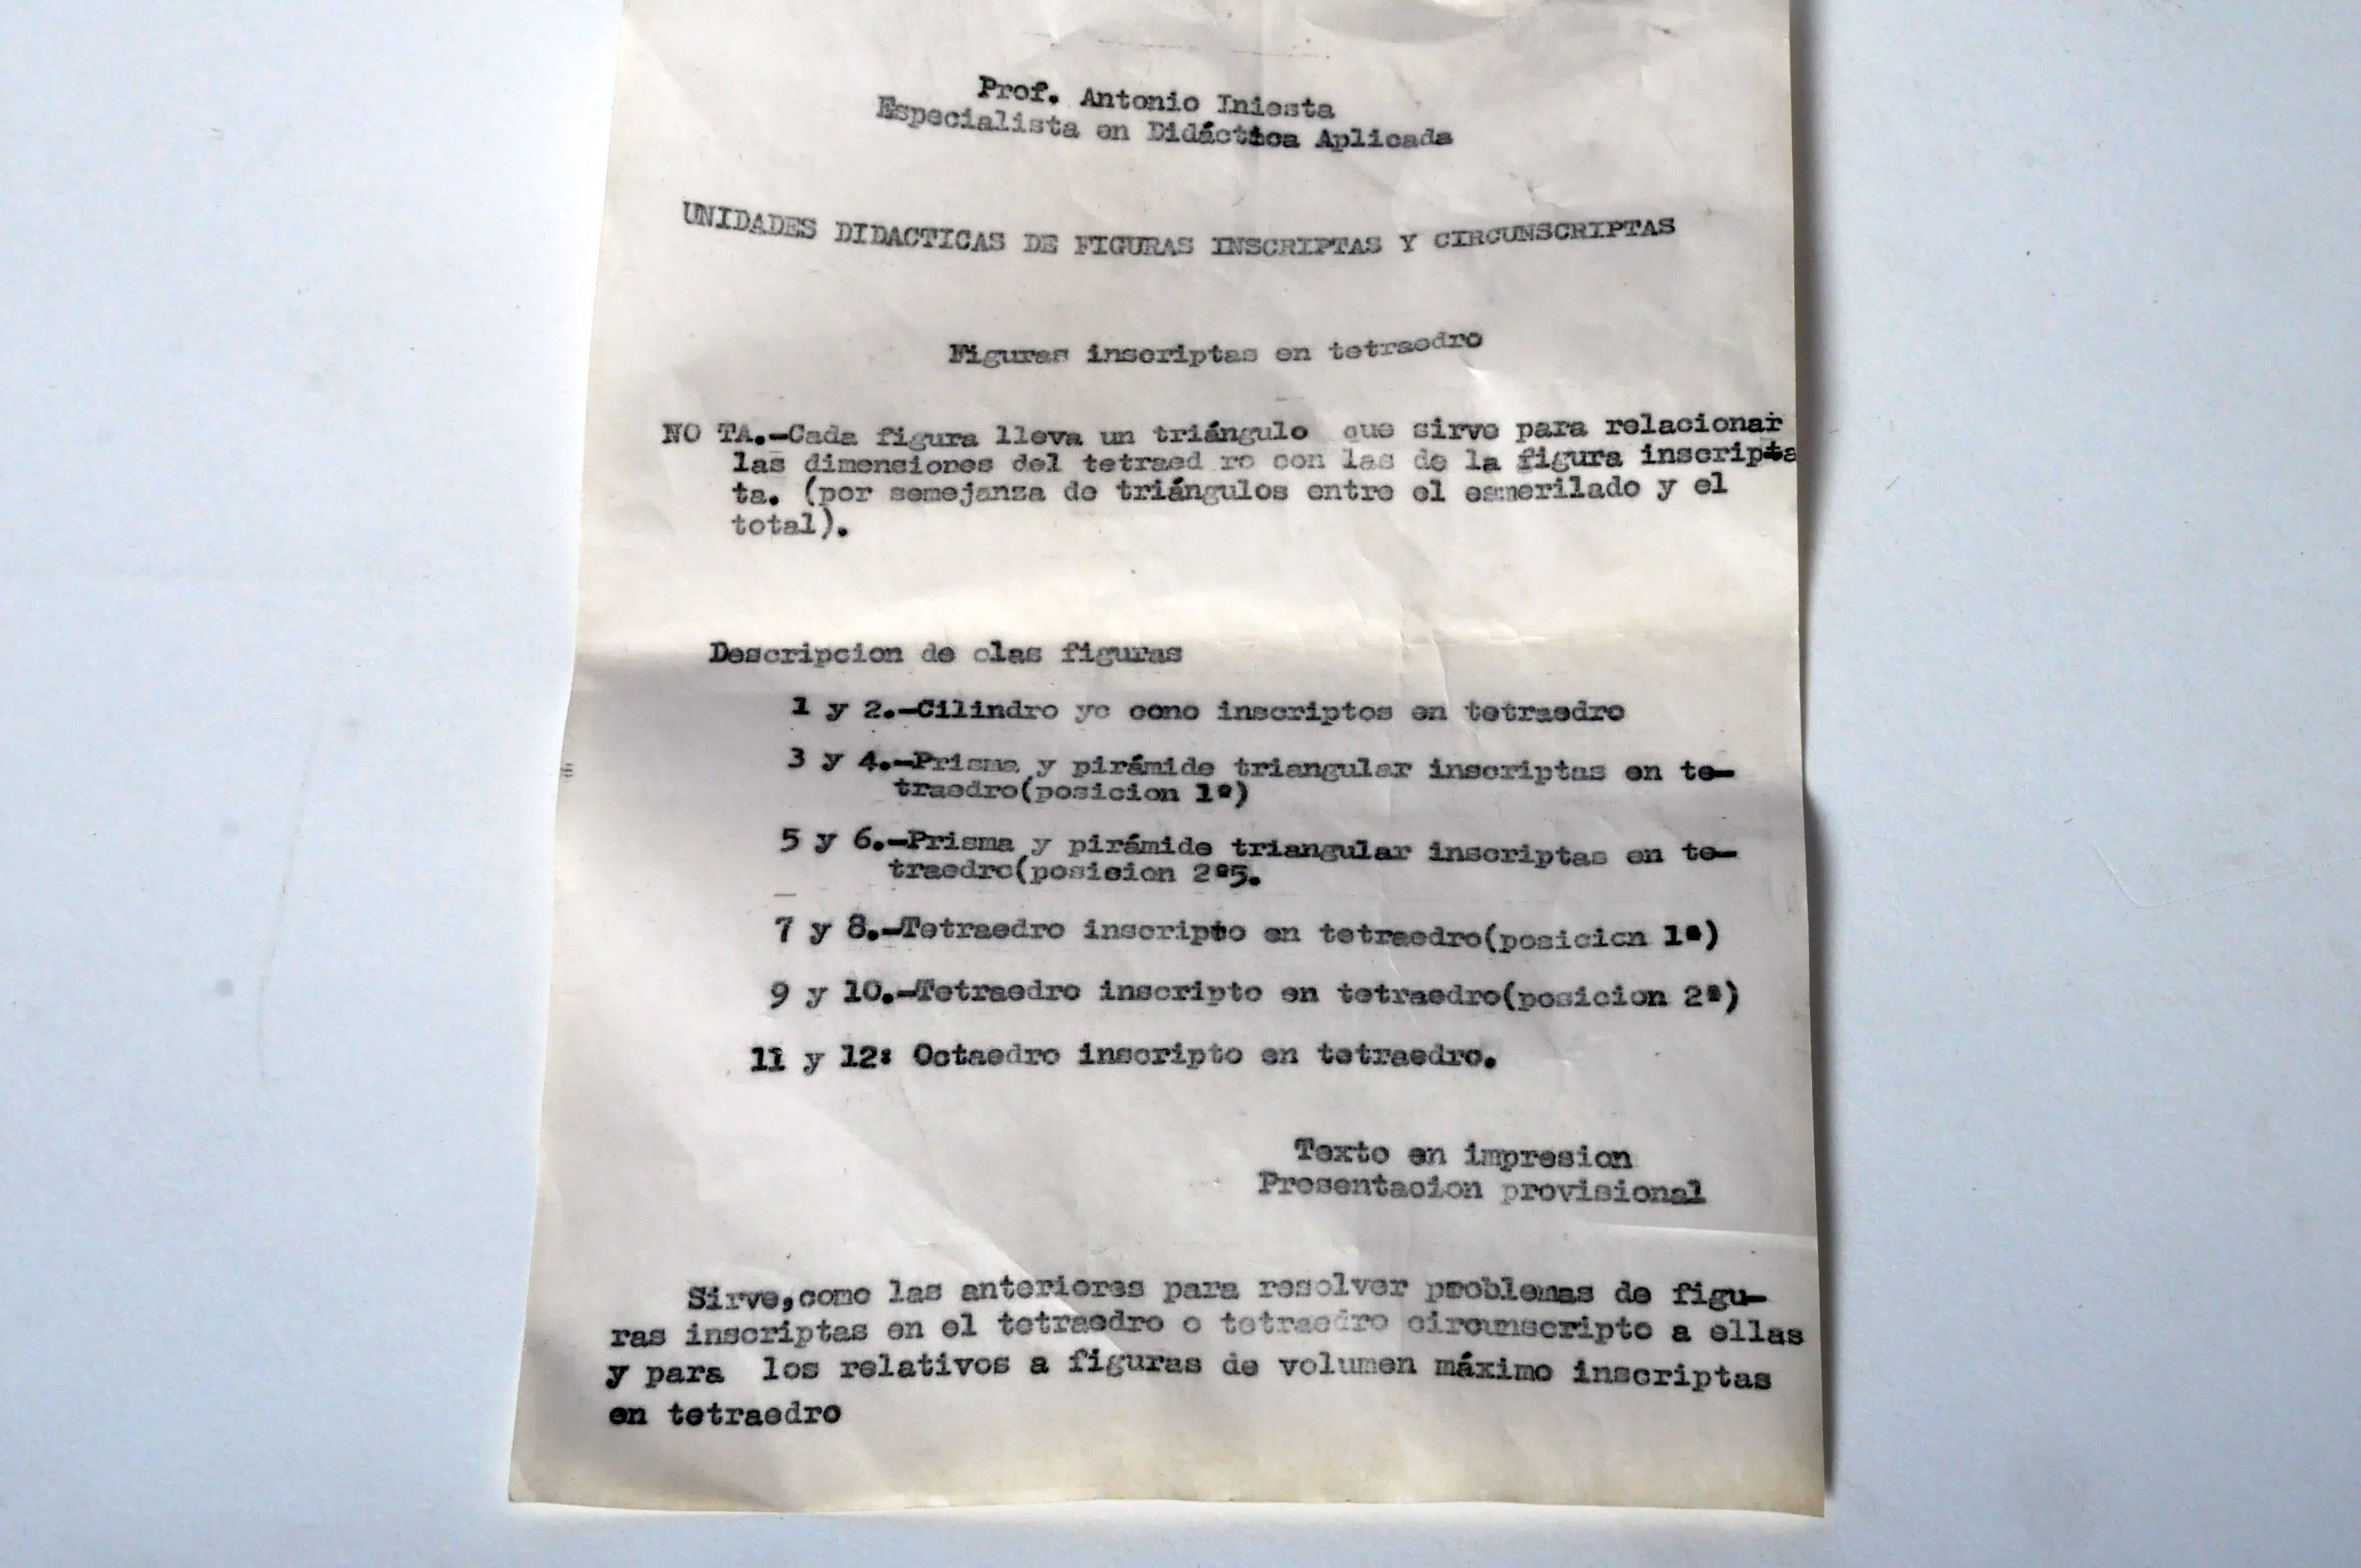 Prof. Antonio Iniesta
Especialista en Didáctica Aplicada
UNIDADES DIDACTICAS DE FIGURAS INSCRIPTAS Y CIRCUNSCRIPTAS
Figuras inscriptas en tetraedro
NO TA.-Cada figura lleva un triángulo que sirve para relacionar
las dimensiones del tetraed ro con las de la figura inscripta
ta. (por semejanza de triángulos entre el esmerilado y el
total).
Descripcion de clas figuras
1 y 2.-Cilindro yc cono inscriptos en tetraedro
3 y 4.-Prisma y pirámide triangular inscriptas en te-
traedro(posicion 1ª)
5 y 6.-Prisma y pirámide triangular inscriptas en te-
traedro(posicion 2ª5.
7 y 8.-Tetraedro inscripto en tetraedro(posicion 1ª)
9 y 10.-Tetraedro inscripto en tetraedro(posicion 2ª)
11 y 12: Octaedro inscripto en tetraedro.
Texto en impresion
Presentacion provisional
Sirve,como las anteriores para resolver problemas de figu-
ras inscriptas en el tetraedro o tetraedro circunscripto a ellas
y para los relativos a figuras de volumen máximo inscriptas
en tetraedro